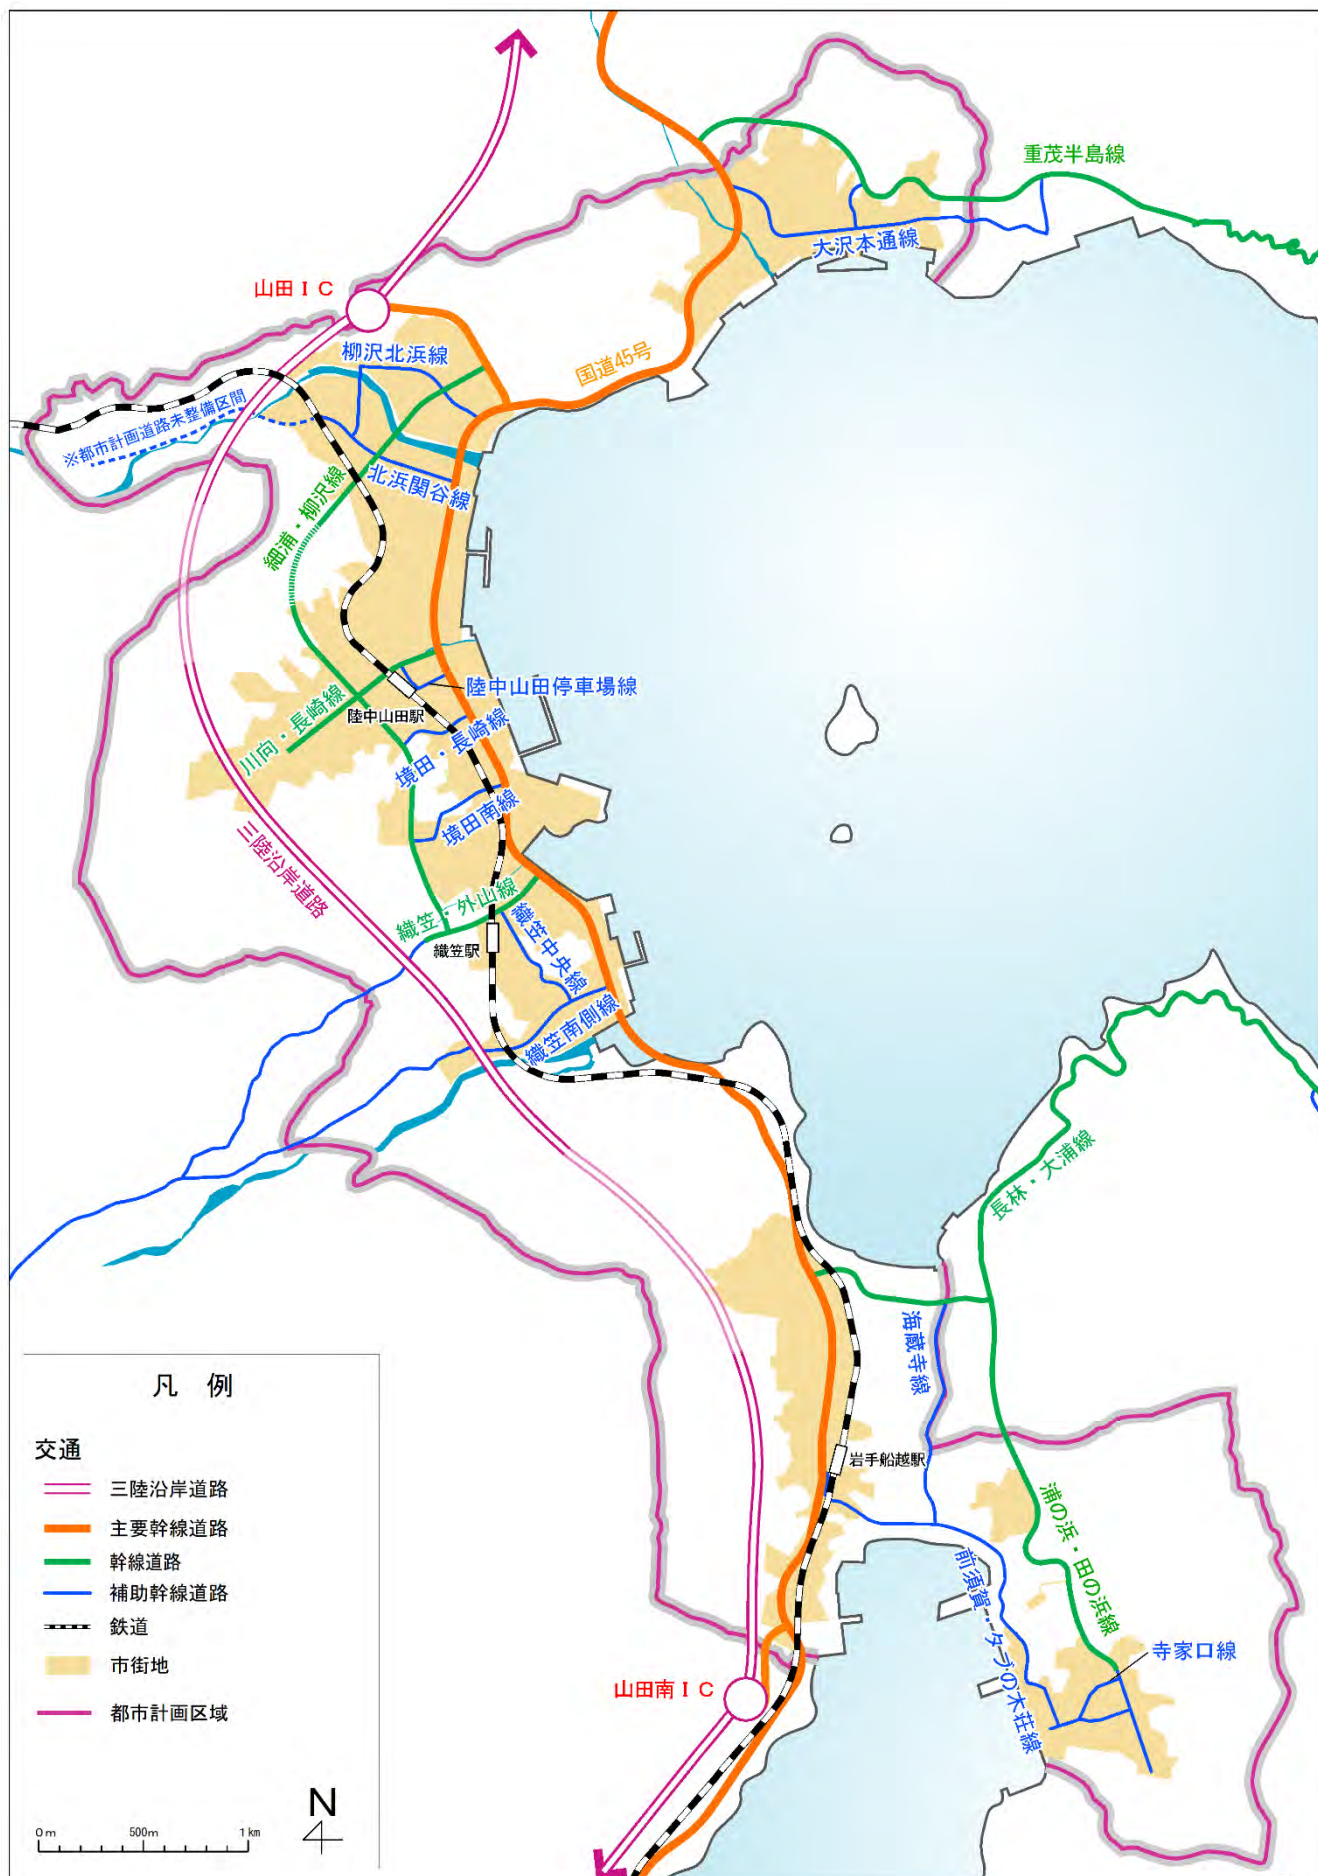 重茂半島線
大沢本通線
山田ＩＣ
国道45号
柳沢北浜線
※都市計画道路未整備区間
北浜関谷線
細浦・柳沢線
陸中山田停車場線
陸中山田駅
川向・長崎線
境田・長崎線
境田南線
三陸沿岸道路
織笠・外山線
織笠中央線
織笠駅
織笠南側線
長林・大浦線
海蔵寺線
岩手船越駅
浦の浜・田の浜線
前須賀・タブの木荘線
寺家口線
山田南ＩＣ
凡　例
交通
三陸沿岸道路
主要幹線道路
幹線道路
補助幹線道路
鉄道
市街地
都市計画区域
N
0m 500m 1km